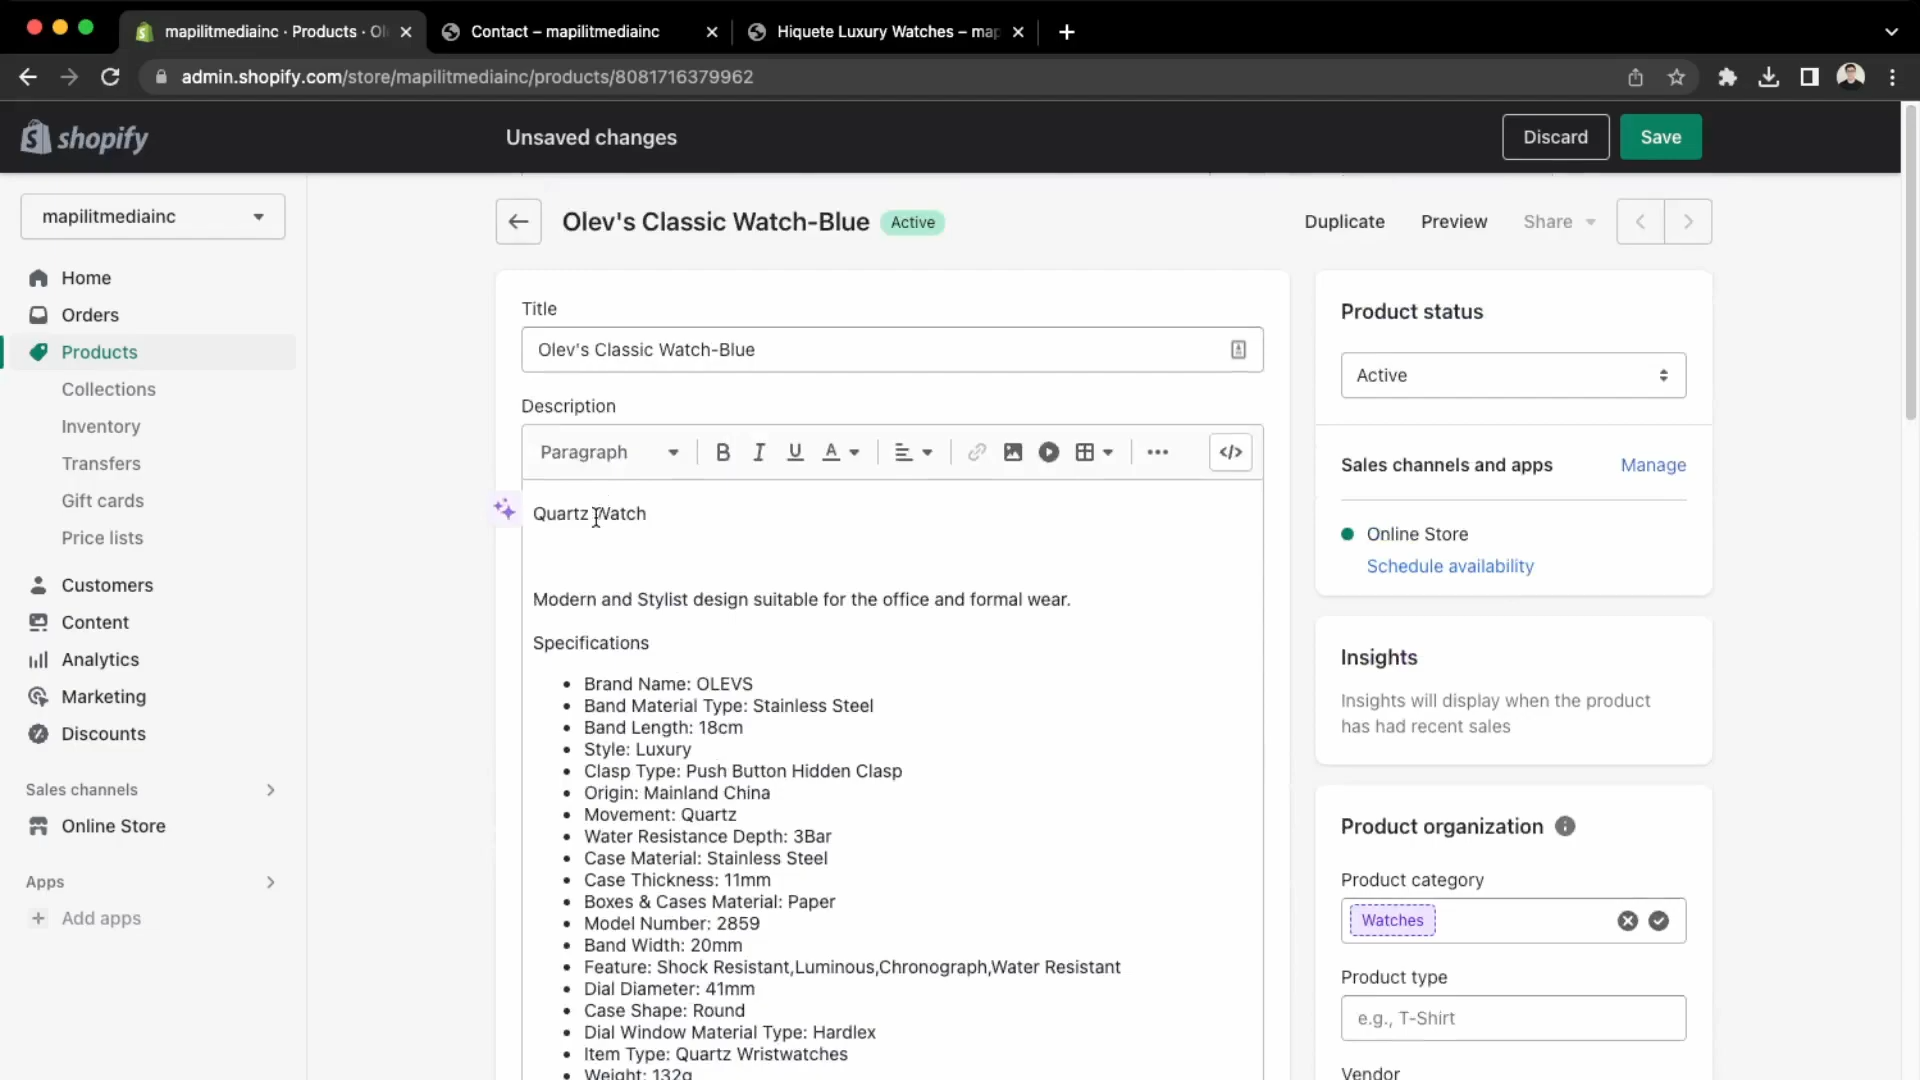 mapilitmediainc · Products · Ol
Contact – mapilitmediainc
Hiquete Luxury Watches – map
admin.shopify.com/store/mapilitmediainc/products/8081716379962
shopify
Unsaved changes
Discard
Save
mapilitmediainc
Olev's Classic Watch-Blue
Active
Duplicate
Preview
Share
Home
Orders
Products
Collections
Inventory
Transfers
Gift cards
Price lists
Customers
Content
Analytics
Marketing
Discounts
Sales channels
Online Store
Apps
Add apps
Title
Olev's Classic Watch-Blue
Description
Paragraph
B I U A
</>
Quartz Watch
Modern and Stylist design suitable for the office and formal wear.
Specifications
Brand Name: OLEVS
Band Material Type: Stainless Steel
Band Length: 18cm
Style: Luxury
Clasp Type: Push Button Hidden Clasp
Origin: Mainland China
Movement: Quartz
Water Resistance Depth: 3Bar
Case Material: Stainless Steel
Case Thickness: 11mm
Boxes & Cases Material: Paper
Model Number: 2859
Band Width: 20mm
Feature: Shock Resistant,Luminous,Chronograph,Water Resistant
Dial Diameter: 41mm
Case Shape: Round
Dial Window Material Type: Hardlex
Item Type: Quartz Wristwatches
Weight: 132g
Product status
Active
Sales channels and apps
Manage
Online Store
Schedule availability
Insights
Insights will display when the product
has had recent sales
Product organization
Product category
Watches
Product type
e.g., T-Shirt
Vendor